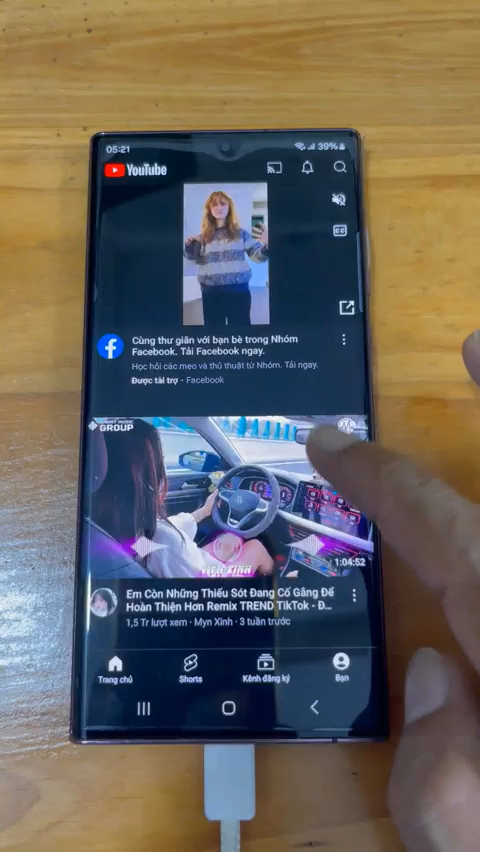 05:21
39%
YouTube
CC
Cùng thư giãn với bạn bè trong Nhóm
Facebook. Tải Facebook ngay.
Học hỏi các mẹo và thủ thuật từ Nhóm. Tải ngay.
Được tài trợ · Facebook
GROUP
1:04:52
Em Còn Những Thiếu Sót Đang Cố Gắng Để
Hoàn Thiện Hơn Remix TREND TikTok - Đ...
1,5 Tr lượt xem · Myn Xinh · 3 tuần trước
Trang chủ
Shorts
Kênh đăng ký
Bạn